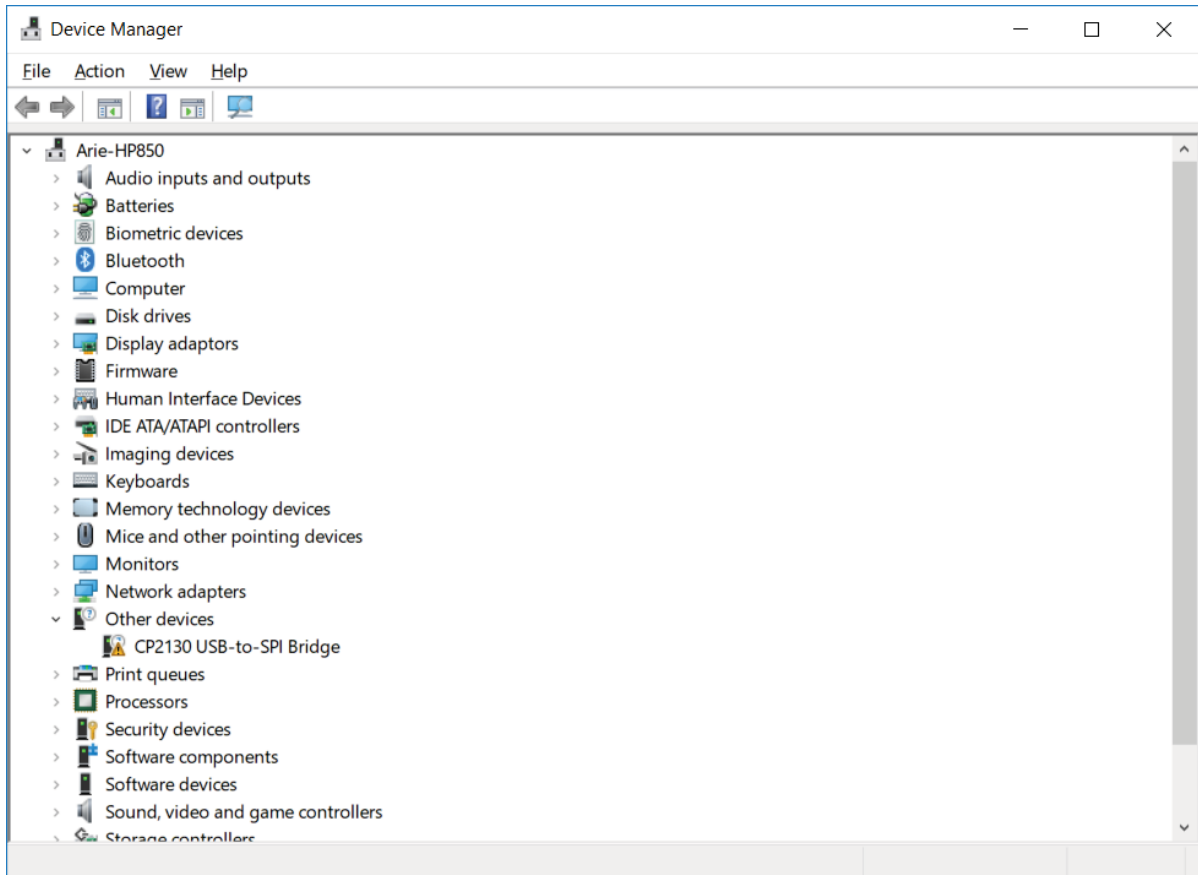 Device Manager
File Action View Help
Arie-HP850
Audio inputs and outputs
Batteries
Biometric devices
Bluetooth
Computer
Disk drives
Display adaptors
Firmware
Human Interface Devices
IDE ATA/ATAPI controllers
Imaging devices
Keyboards
Memory technology devices
Mice and other pointing devices
Monitors
Network adapters
Other devices
CP2130 USB-to-SPI Bridge
Print queues
Processors
Security devices
Software components
Software devices
Sound, video and game controllers
Storage controllers